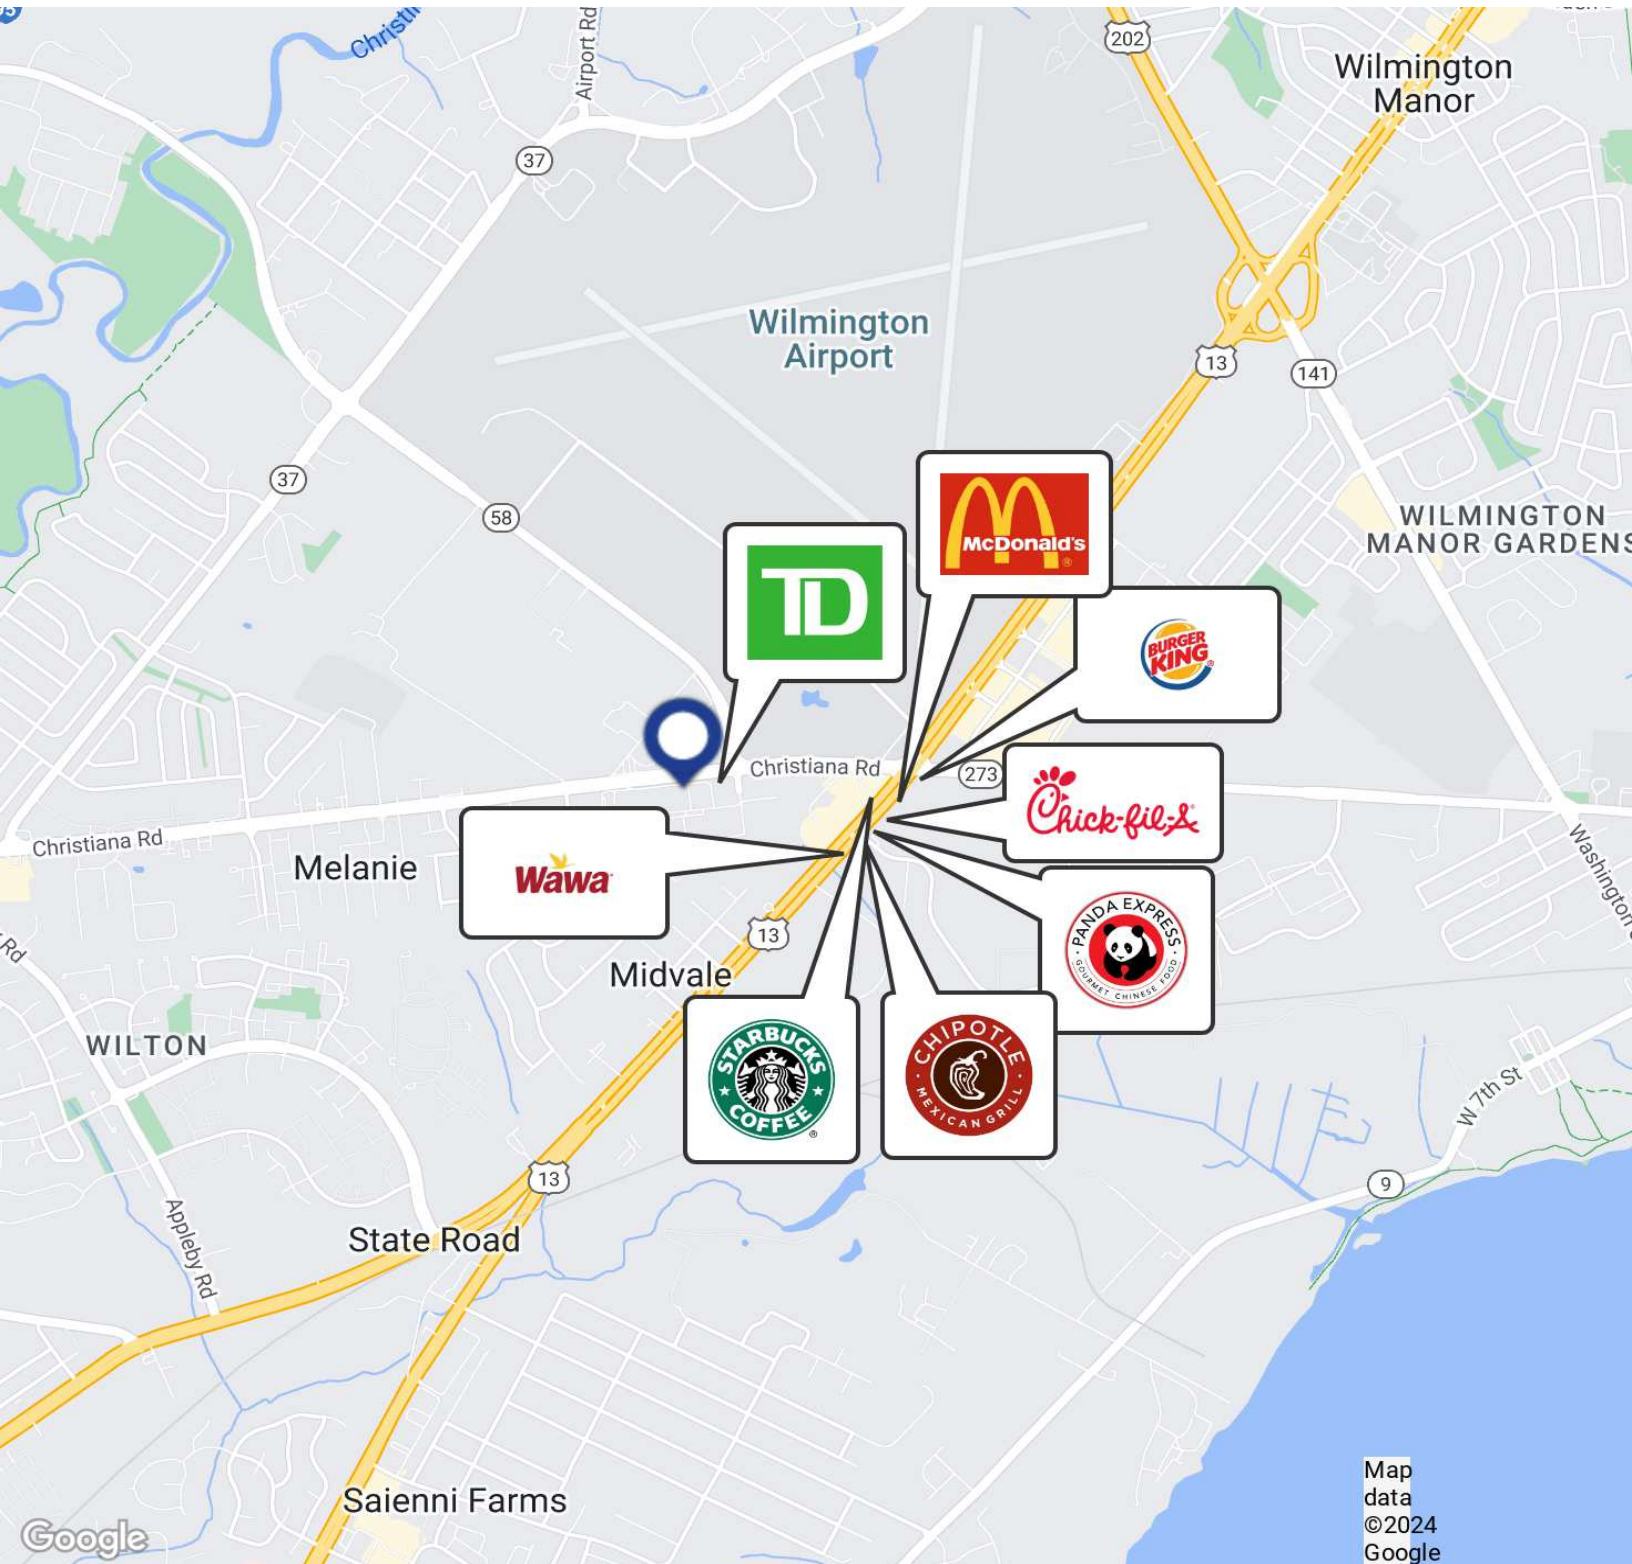 Airport Rd
202
Wilmington
Manor
37
Wilmington
Airport
13
141
37
58
McDonald's
WILMINGTON
MANOR GARDENS
TD
BURGER
KING
Christiana Rd
273
Chick-fil-A
Christiana Rd
Melanie
Wawa
PANDA EXPRESS
GOURMET CHINESE FOOD
13
Midvale
WILTON
STARBUCKS
COFFEE
CHIPOTLE
MEXICAN GRILL
Washington
W 7th St
13
9
Appleby Rd
State Road
Saienni Farms
Google
Map
data
©2024
Google